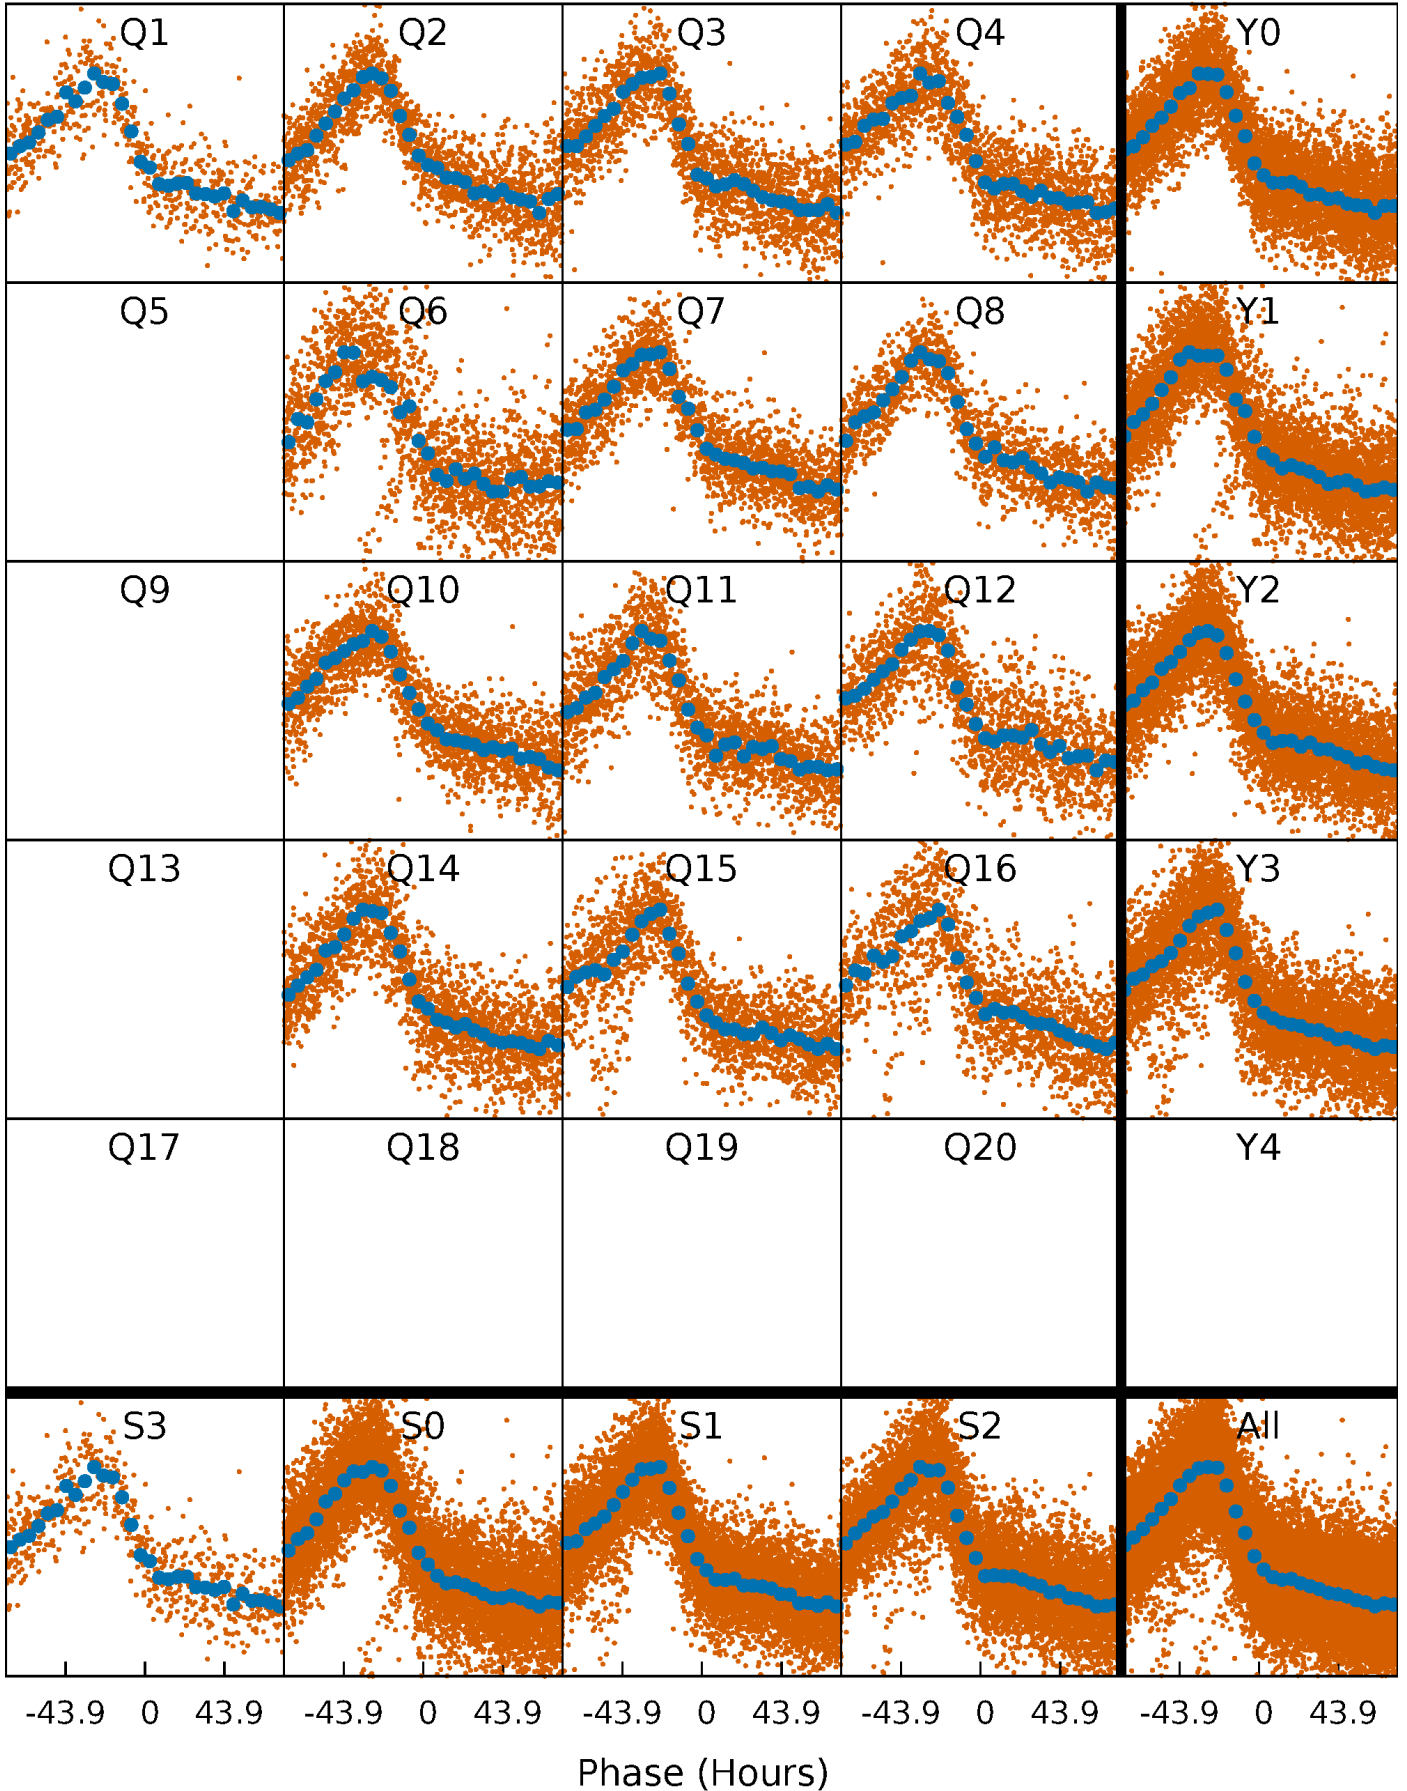 Q1 Q2 Q3 Q4 Y0
Q5 Q6 Q7 Q8 Y1
Q9 Q10 Q11 Q12 Y2
Q13 Q14 Q15 Q16 Y3
Q17 Q18 Q19 Q20 Y4
S3 S0 S1 S2 All
-43.9 0 43.9 -43.9 0 43.9 -43.9 0 43.9 -43.9 0 43.9 -43.9 0 43.9
Phase (Hours)